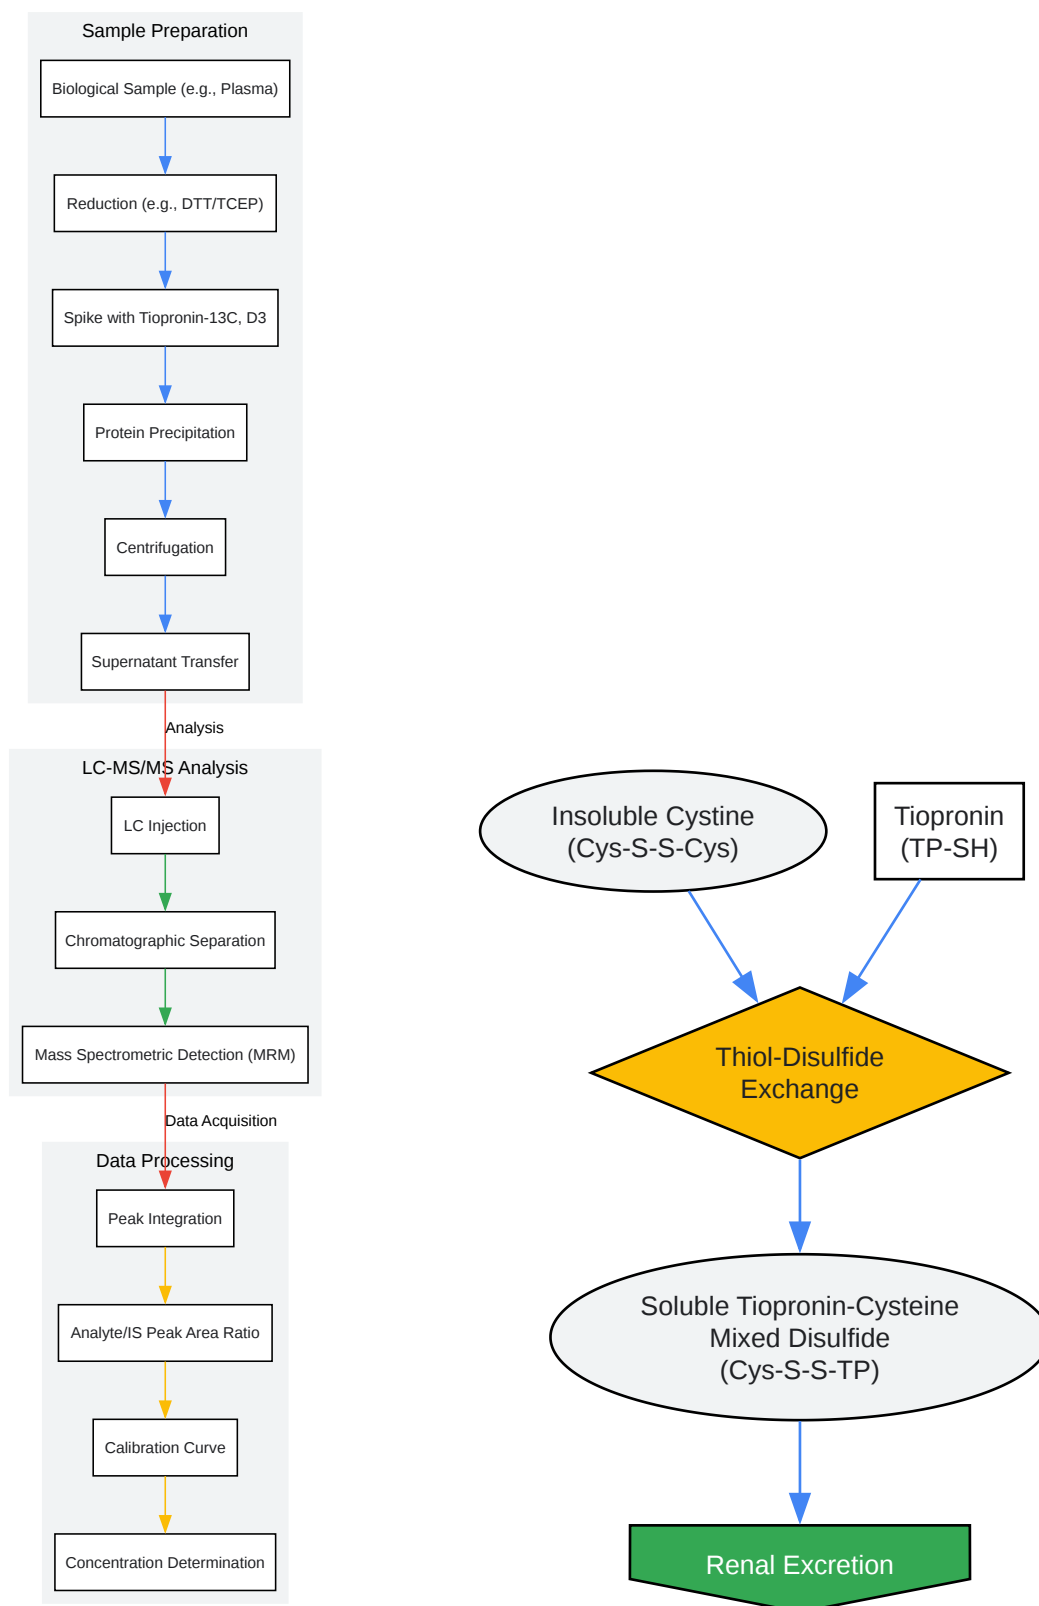 Sample Preparation
Biological Sample (e.g., Plasma)
Reduction (e.g., DTT/TCEP)
Spike with Tiopronin-13C, D3
Protein Precipitation
Centrifugation
Supernatant Transfer
Analysis
LC-MS/MS Analysis
LC Injection
Chromatographic Separation
Mass Spectrometric Detection (MRM)
Data Acquisition
Data Processing
Peak Integration
Analyte/IS Peak Area Ratio
Calibration Curve
Concentration Determination
Insoluble Cystine
(Cys-S-S-Cys)
Tiopronin
(TP-SH)
Thiol-Disulfide
Exchange
Soluble Tiopronin-Cysteine
Mixed Disulfide
(Cys-S-S-TP)
Renal Excretion